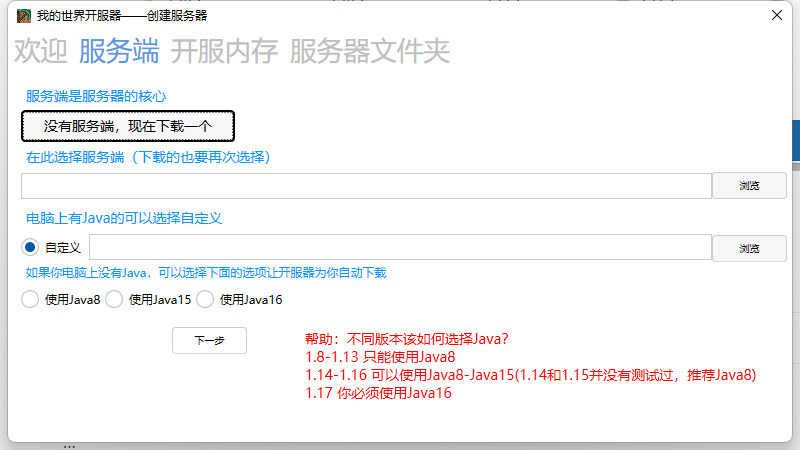 我的世界开服器——创建服务器
欢迎 服务端 开服内存 服务器文件夹
服务端是服务器的核心
没有服务端，现在下载一个
在此选择服务端（下载的也要再次选择）
浏览
电脑上有Java的可以选择自定义
自定义
浏览
如果你电脑上没有Java，可以选择下面的选项让开服器为你自动下载
使用Java8 使用Java15 使用Java16
下一步
帮助：不同版本该如何选择Java？
1.8-1.13 只能使用Java8
1.14-1.16 可以使用Java8-Java15(1.14和1.15并没有测试过，推荐Java8)
1.17 你必须使用Java16